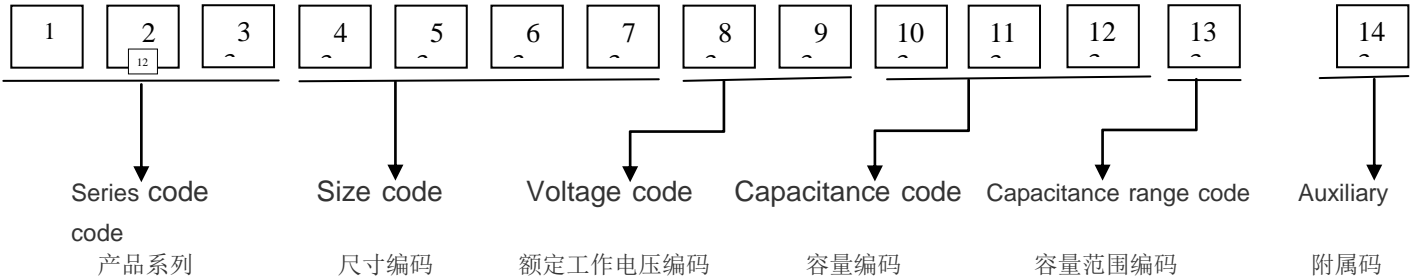 1 2 3 4 5 6 7 8 9 10 11 12 13 14
12
Series code Size code Voltage code Capacitance code Capacitance range code Auxiliary
code
产品系列 尺寸编码 额定工作电压编码 容量编码 容量范围编码 附属码